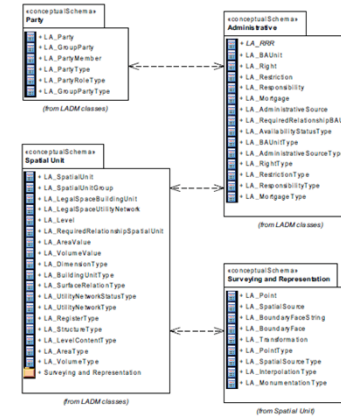 «conceptualSchema»
Party
+ LA_Party
+ LA_GroupParty
+ LA_PartyMember
+ LA_PartyType
+ LA_PartyRoleType
+ LA_GroupPartyType
(from LADM classes)
«conceptualSchema»
Administrative
+ LA_RRR
+ LA_BAUnit
+ LA_Right
+ LA_Restriction
+ LA_Responsibility
+ LA_Mortgage
+ LA_AdministrativeSource
+ LA_RequiredRelationshipBAU
+ LA_AvailabilityStatusType
+ LA_BAUnitType
+ LA_AdministrativeSourceType
+ LA_RightType
+ LA_RestrictionType
+ LA_ResponsibilityType
+ LA_MortgageType
(from LADM classes)
«conceptualSchema»
Spatial Unit
+ LA_SpatialUnit
+ LA_SpatialUnitGroup
+ LA_LegalSpaceBuildingUnit
+ LA_LegalSpaceUtilityNetwork
+ LA_Level
+ LA_RequiredRelationshipSpatialUnit
+ LA_AreaValue
+ LA_VolumeValue
+ LA_DimensionType
+ LA_BuildingUnitType
+ LA_SurfaceRelationType
+ LA_UtilityNetworkStatusType
+ LA_UtilityNetworkType
+ LA_RegisterType
+ LA_StructureType
+ LA_LevelContentType
+ LA_AreaType
+ LA_VolumeType
+ Surveying and Representation
(from LADM classes)
«conceptualSchema»
Surveying and Representation
+ LA_Point
+ LA_SpatialSource
+ LA_BoundaryFaceString
+ LA_BoundaryFace
+ LA_Transformation
+ LA_PointType
+ LA_SpatialSourceType
+ LA_InterpolationType
+ LA_MonumentationType
(from Spatial Unit)